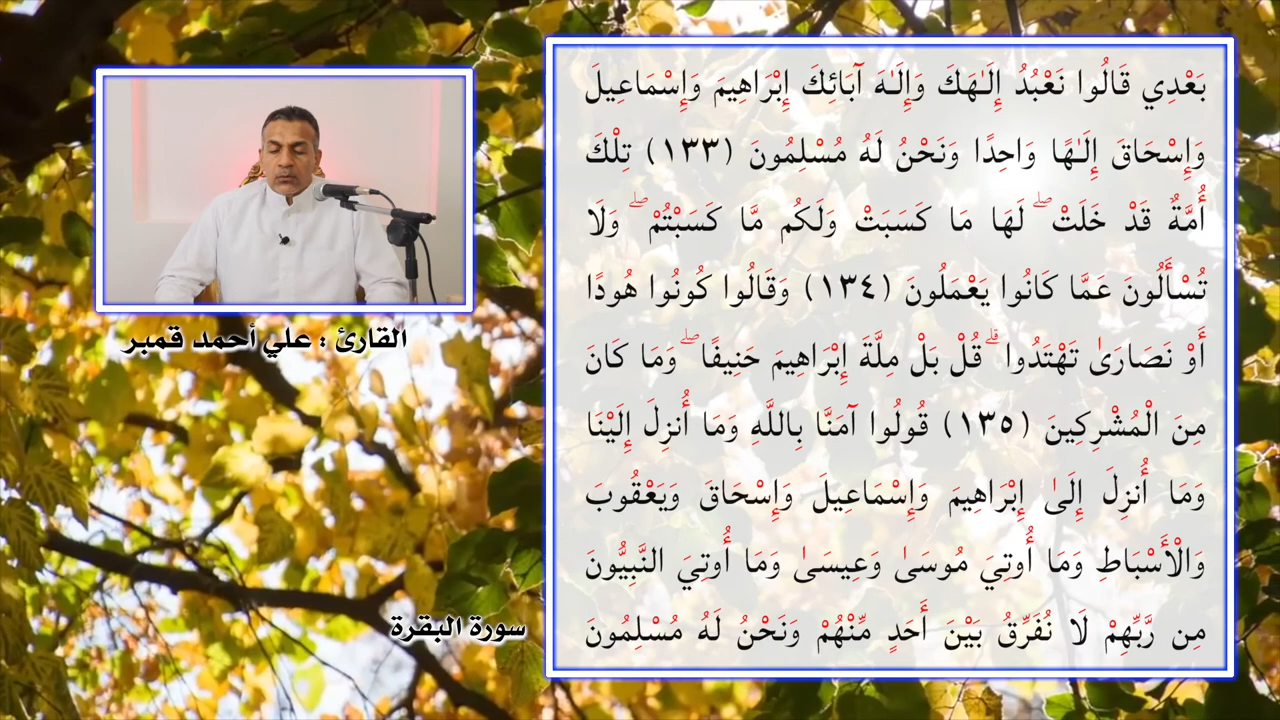 بَعْدِي قَالُوا نَعْبُدُ إِلَـٰهَكَ وَإِلَـٰهَ آبَائِكَ إِبْرَاهِيمَ وَإِسْمَاعِيلَ
وَإِسْحَاقَ إِلَـٰهًا وَاحِدًا وَنَحْنُ لَهُ مُسْلِمُونَ (١٣٣) تِلْكَ
أُمَّةٌ قَدْ خَلَتْ ۖ لَهَا مَا كَسَبَتْ وَلَكُم مَّا كَسَبْتُمْ ۖ وَلَا
تُسْأَلُونَ عَمَّا كَانُوا يَعْمَلُونَ (١٣٤) وَقَالُوا كُونُوا هُودًا
أَوْ نَصَارَىٰ تَهْتَدُوا ۗ قُلْ بَلْ مِلَّةَ إِبْرَاهِيمَ حَنِيفًا ۖ وَمَا كَانَ
مِنَ الْمُشْرِكِينَ (١٣٥) قُولُوا آمَنَّا بِاللَّهِ وَمَا أُنزِلَ إِلَيْنَا
وَمَا أُنزِلَ إِلَىٰ إِبْرَاهِيمَ وَإِسْمَاعِيلَ وَإِسْحَاقَ وَيَعْقُوبَ
وَالْأَسْبَاطِ وَمَا أُوتِيَ مُوسَىٰ وَعِيسَىٰ وَمَا أُوتِيَ النَّبِيُّونَ
مِن رَّبِّهِمْ لَا نُفَرِّقُ بَيْنَ أَحَدٍ مِّنْهُمْ وَنَحْنُ لَهُ مُسْلِمُونَ
القارئ : علي أحمد قمبر
سورة البقرة